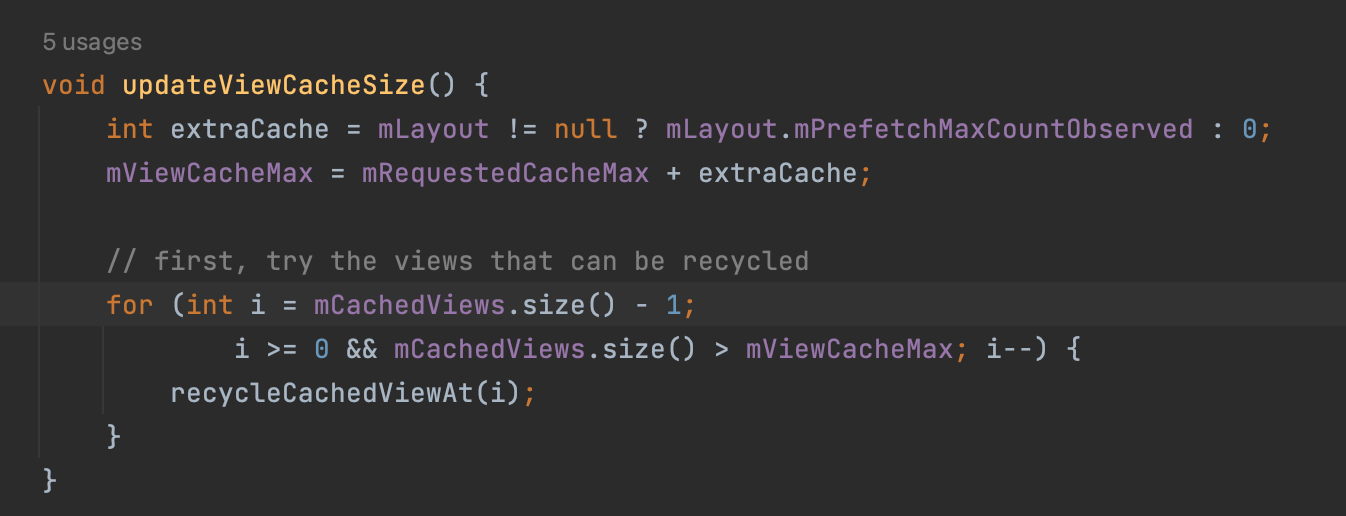 5 usages
void updateViewCacheSize() {
    int extraCache = mLayout != null ? mLayout.mPrefetchMaxCountObserved : 0;
    mViewCacheMax = mRequestedCacheMax + extraCache;

    // first, try the views that can be recycled
    for (int i = mCachedViews.size() - 1;
            i >= 0 && mCachedViews.size() > mViewCacheMax; i--) {
        recycleCachedViewAt(i);
    }
}